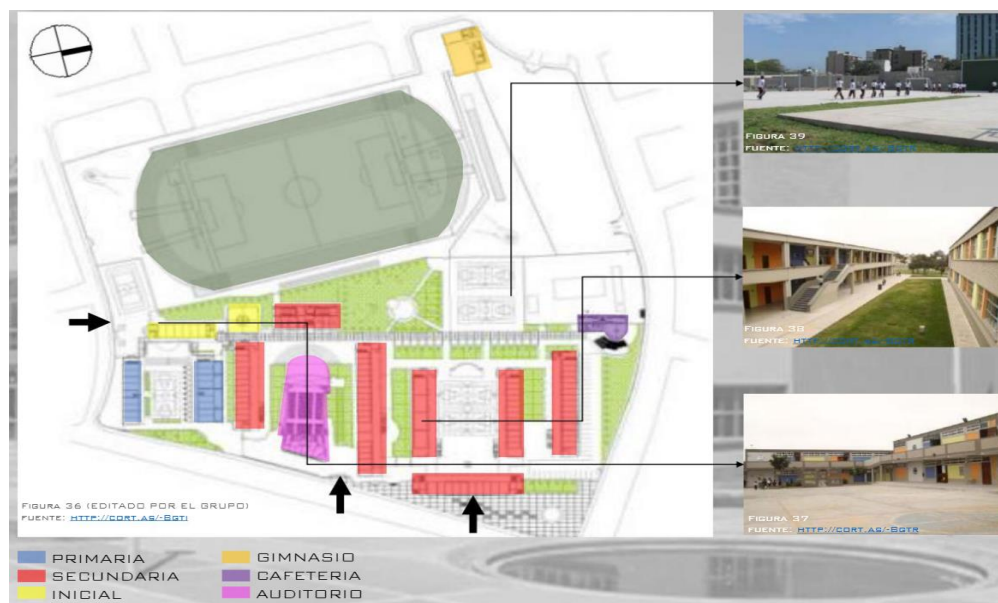 FIGURA 39
FUENTE:
FIGURA 38
FUENTE:
FIGURA 37
FUENTE: HTTP://CORT.AS/-BGTR
FIGURA 36 (EDITADO POR EL GRUPO)
FUENTE: HTTP://CORT.AS/-BGTI
PRIMARIA
SECUNDARIA
INICIAL
GIMNASIO
CAFETERIA
AUDITORIO